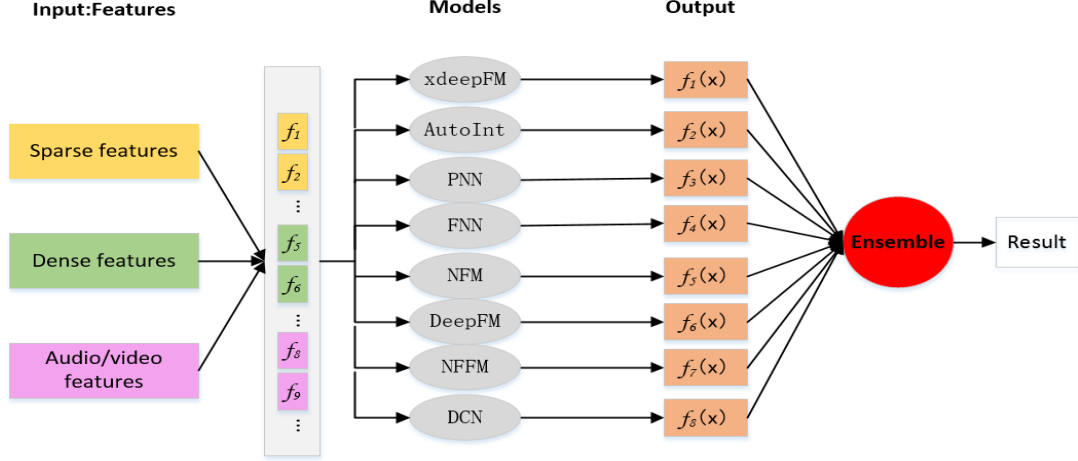 Input:Features
Models
Output
Sparse features
Dense features
Audio/video
features
f1
f2
⋮
f5
f6
⋮
f8
f9
⋮
xdeepFM
AutoInt
PNN
FNN
NFM
DeepFM
NFFM
DCN
f1(x)
f2(x)
f3(x)
f4(x)
f5(x)
f6(x)
f7(x)
f8(x)
Ensemble
Result